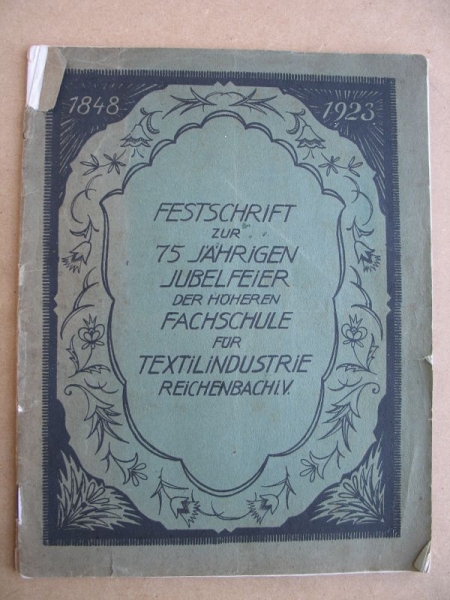 1848
1923
FESTSCHRIFT
ZUR
75 JÄHRIGEN
JUBELFEIER
DER HÖHEREN
FACHSCHULE
FÜR
TEXTILINDUSTRIE
REICHENBACH I.V.